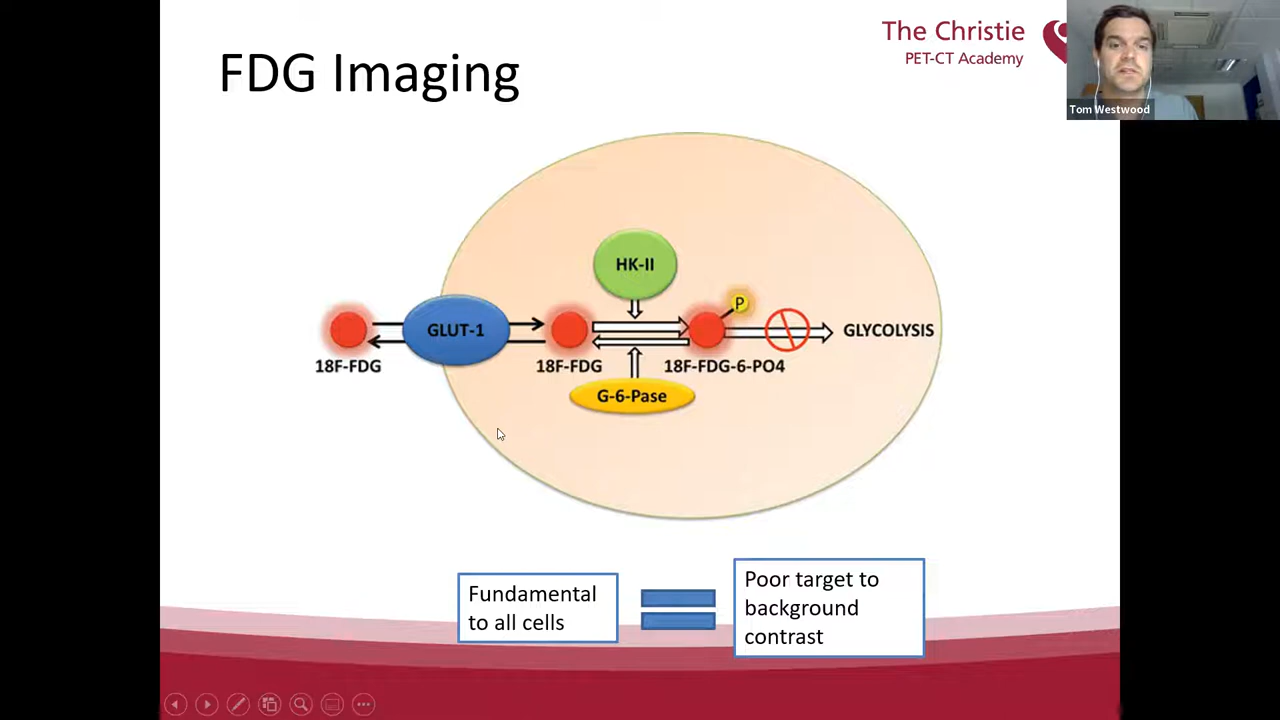 FDG Imaging
The Christie
PET-CT Academy
Tom Westwood
HK-II
P
GLUT-1
GLYCOLYSIS
18F-FDG
18F-FDG
18F-FDG-6-PO4
G-6-Pase
Fundamental
to all cells
Poor target to
background
contrast